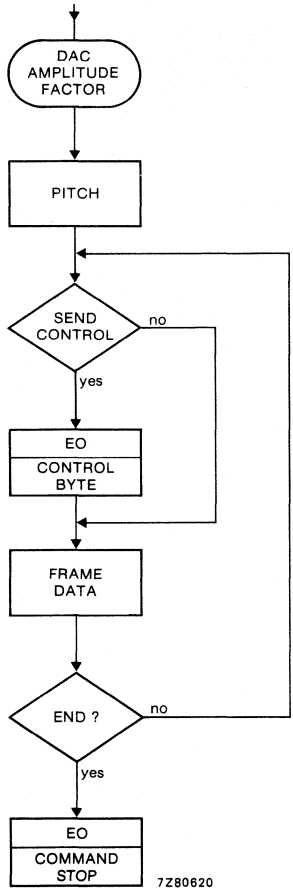 DAC
AMPLITUDE
FACTOR
PITCH
SEND
CONTROL
no
yes
EO
CONTROL
BYTE
FRAME
DATA
END ?
no
yes
EO
COMMAND
STOP
7Z80620